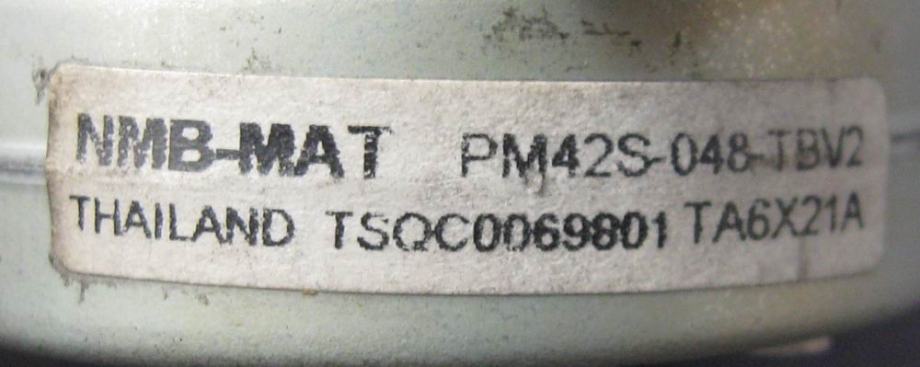 NMB-MAT PM42S-048-TBV2
THAILAND TSQC0069801 TA6X21A